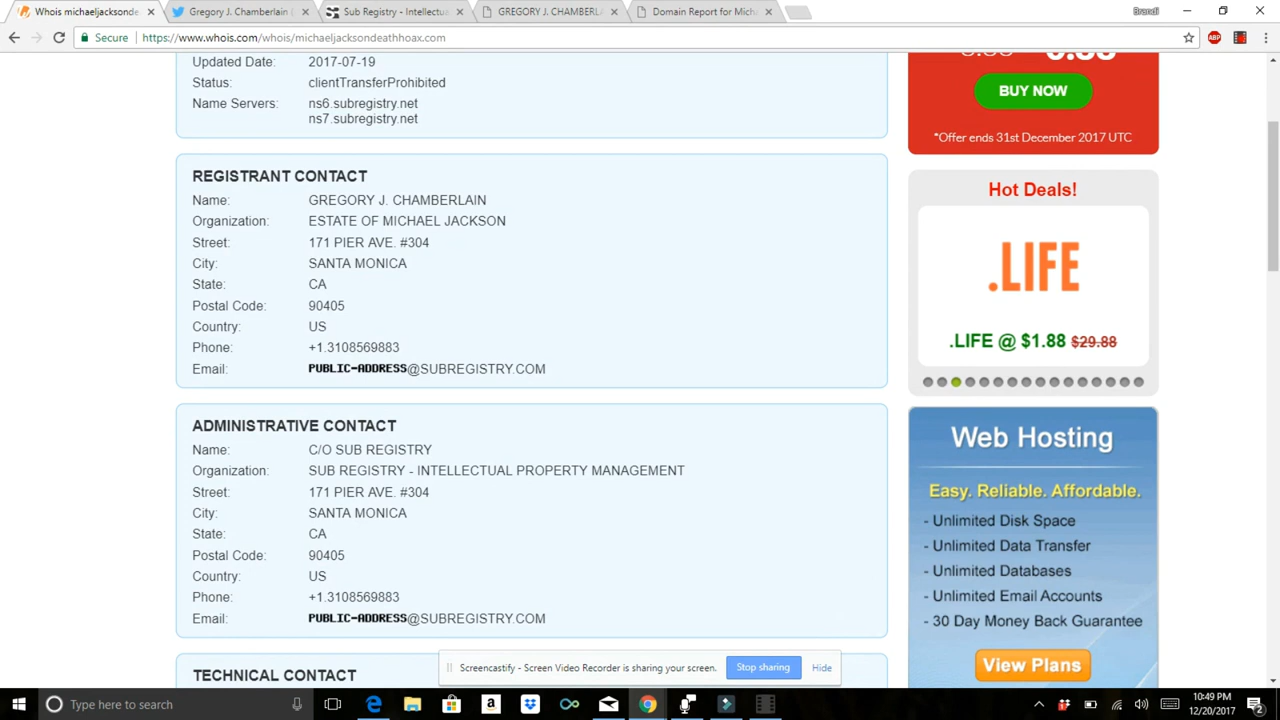 Whois michaeljacksonde
Gregory J. Chamberlain (
Sub Registry - Intellectu
GREGORY J. CHAMBERL
Domain Report for Mich
Brandi
Secure
https://www.whois.com/whois/michaeljacksondeathhoax.com
ABP
Updated Date: 2017-07-19
Status: clientTransferProhibited
Name Servers: ns6.subregistry.net
ns7.subregistry.net
REGISTRANT CONTACT
Name: GREGORY J. CHAMBERLAIN
Organization: ESTATE OF MICHAEL JACKSON
Street: 171 PIER AVE. #304
City: SANTA MONICA
State: CA
Postal Code: 90405
Country: US
Phone: +1.3108569883
Email: PUBLIC-ADDRESS@SUBREGISTRY.COM
ADMINISTRATIVE CONTACT
Name: C/O SUB REGISTRY
Organization: SUB REGISTRY - INTELLECTUAL PROPERTY MANAGEMENT
Street: 171 PIER AVE. #304
City: SANTA MONICA
State: CA
Postal Code: 90405
Country: US
Phone: +1.3108569883
Email: PUBLIC-ADDRESS@SUBREGISTRY.COM
TECHNICAL CONTACT
BUY NOW
*Offer ends 31st December 2017 UTC
Hot Deals!
.LIFE
.LIFE @ $1.88 $29.88
Web Hosting
Easy. Reliable. Affordable.
- Unlimited Disk Space
- Unlimited Data Transfer
- Unlimited Databases
- Unlimited Email Accounts
- 30 Day Money Back Guarantee
View Plans
Screencastify - Screen Video Recorder is sharing your screen.
Stop sharing
Hide
Type here to search
10:49 PM
12/20/2017
2